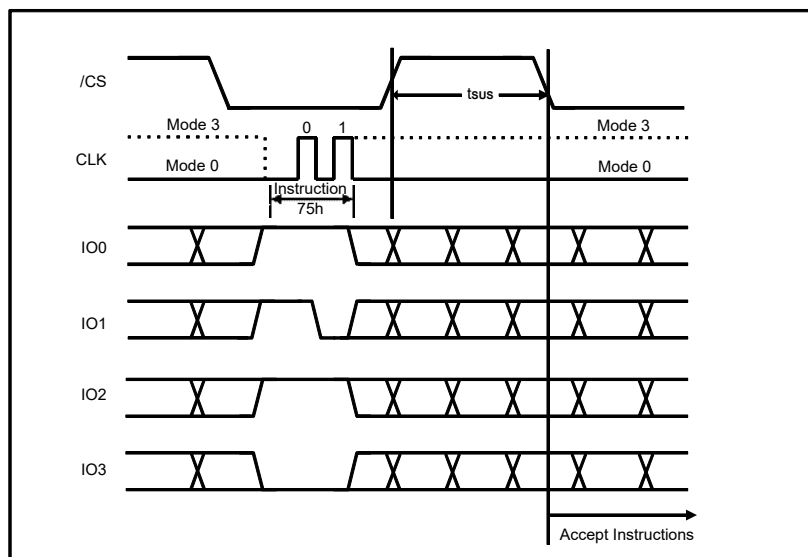 /CS
tsus
Mode 3
0 1
Mode 3
CLK
Mode 0
Mode 0
Instruction
75h
IO0
IO1
IO2
IO3
Accept Instructions